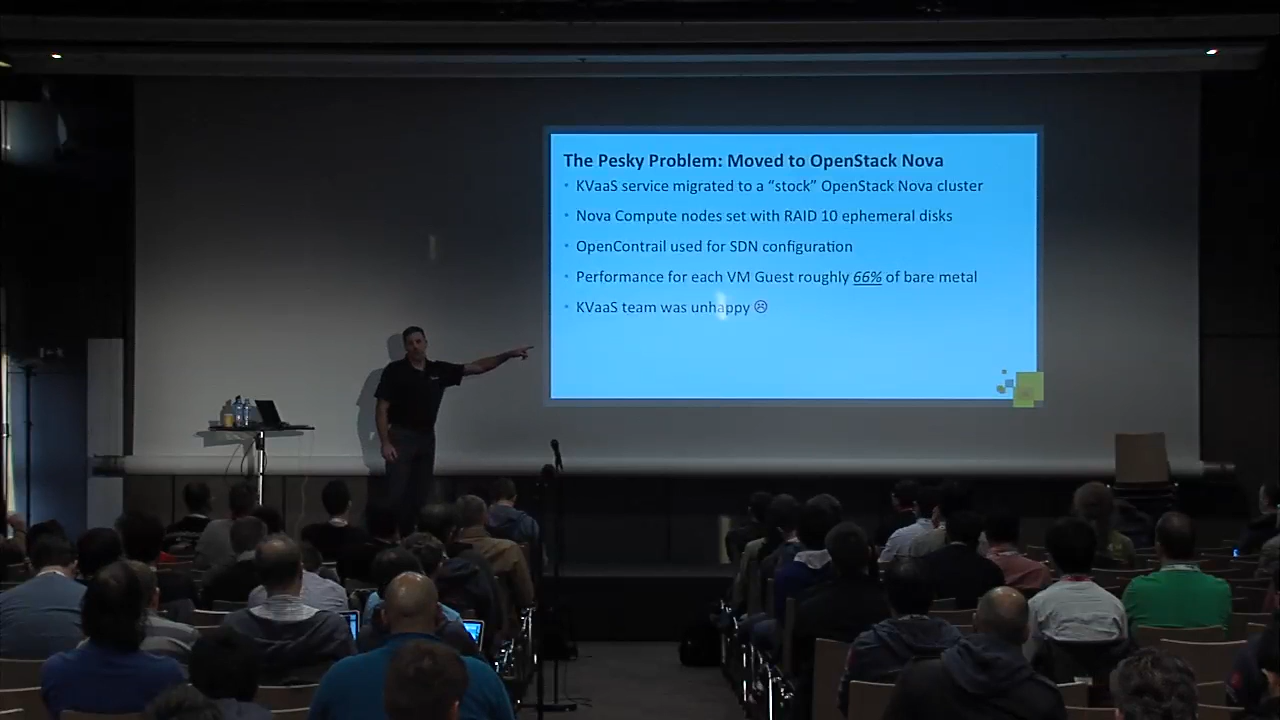 The Pesky Problem: Moved to OpenStack Nova
• KVaaS service migrated to a “stock” OpenStack Nova cluster
• Nova Compute nodes set with RAID 10 ephemeral disks
• OpenContrail used for SDN configuration
• Performance for each VM Guest roughly 66% of bare metal
• KVaaS team was unhappy ☹